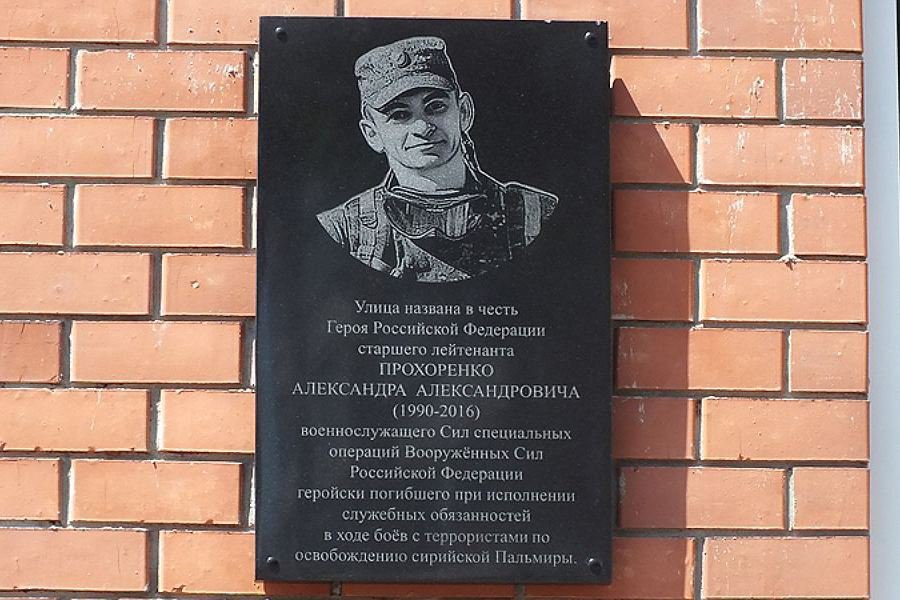 Улица названа в честь
Героя Российской Федерации
старшего лейтенанта
ПРОХОРЕНКО
АЛЕКСАНДРА АЛЕКСАНДРОВИЧА
(1990-2016)
военнослужащего Сил специальных
операций Вооружённых Сил
Российской Федерации
геройски погибшего при исполнении
служебных обязанностей
в ходе боёв с террористами по
освобождению сирийской Пальмиры.